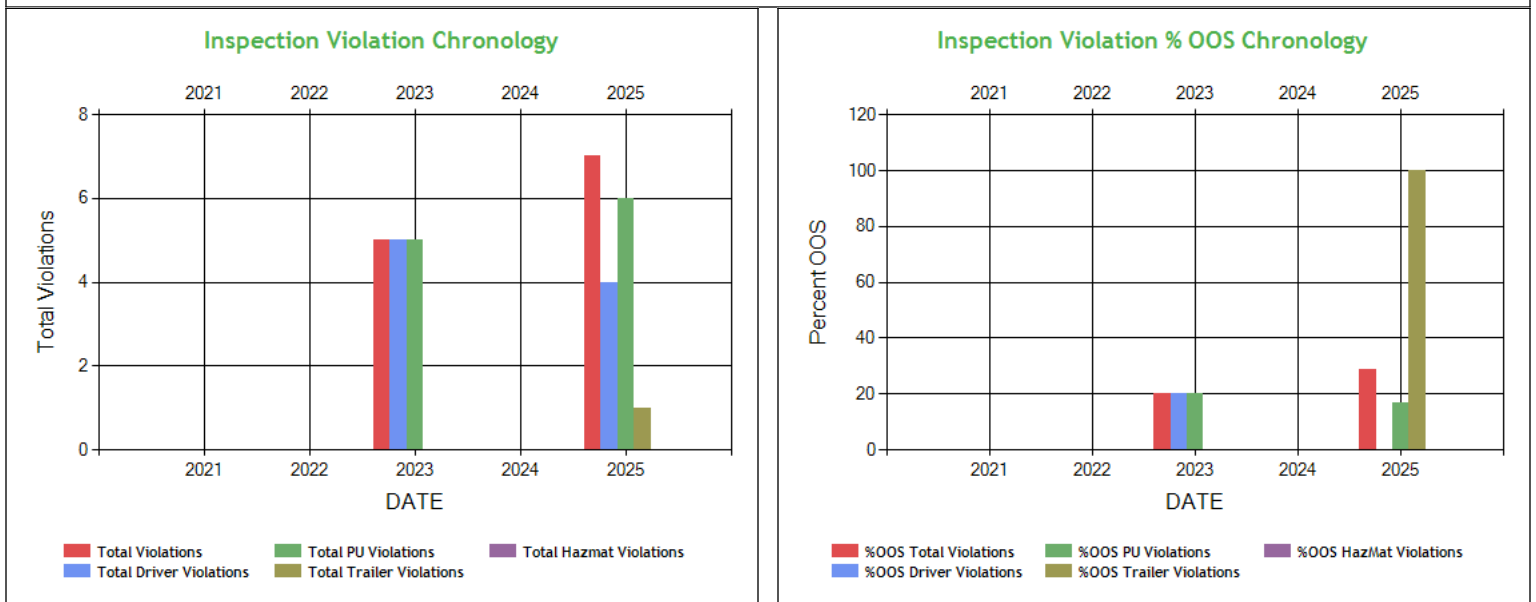 Inspection Violation Chronology
2021 2022 2023 2024 2025
8
6
4
2
0
Total Violations
2021 2022 2023 2024 2025
DATE
Total Violations Total PU Violations Total Hazmat Violations
Total Driver Violations Total Trailer Violations
Inspection Violation % OOS Chronology
2021 2022 2023 2024 2025
120
100
80
60
40
20
0
Percent OOS
2021 2022 2023 2024 2025
DATE
%OOS Total Violations %OOS PU Violations %OOS HazMat Violations
%OOS Driver Violations %OOS Trailer Violations